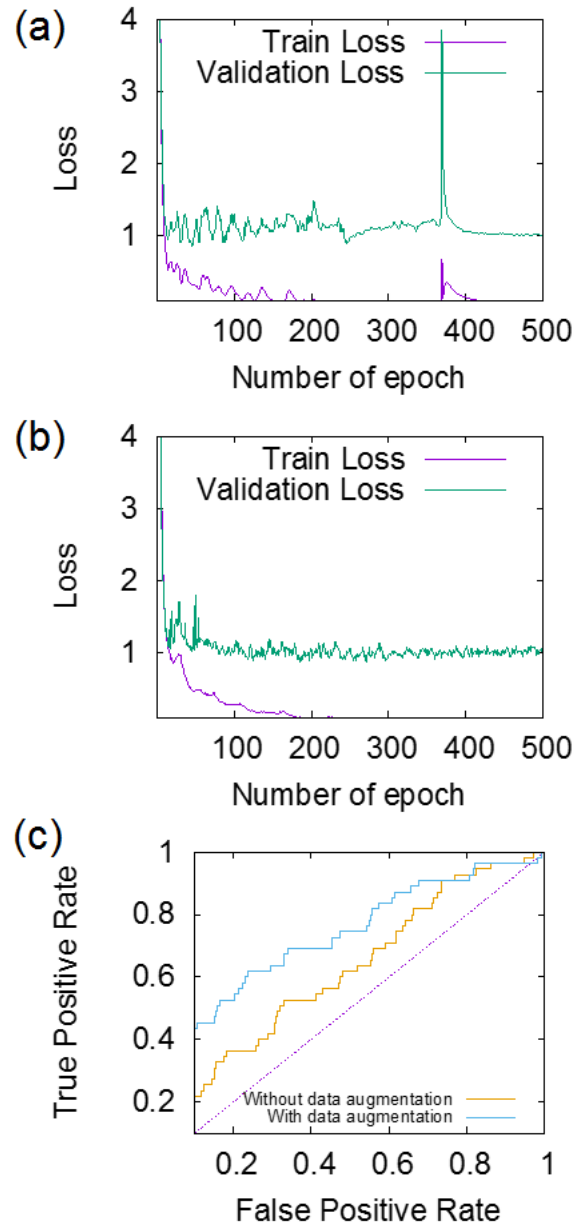 (a)
4
3
2
1
Loss
Train Loss
Validation Loss
100 200 300 400 500
Number of epoch
(b)
4
3
2
1
Loss
Train Loss
Validation Loss
100 200 300 400 500
Number of epoch
(c)
1
0.8
0.6
0.4
0.2
True Positive Rate
Without data augmentation
With data augmentation
0.2 0.4 0.6 0.8 1
False Positive Rate